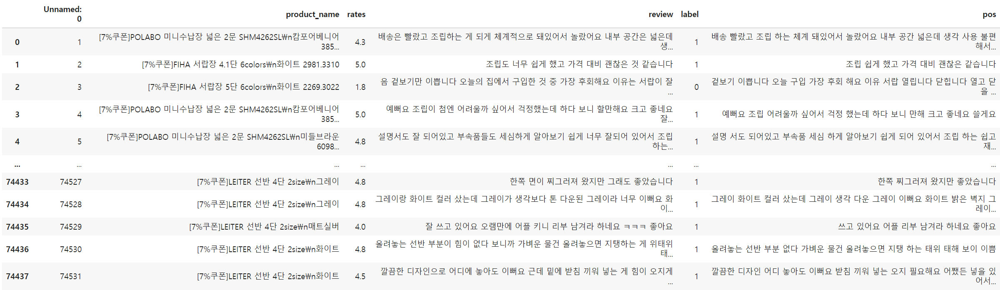 Unnamed: 0 product_name rates review label pos
0 1 [7%쿠폰]POLABO 미니수납장 넓은 2문 SHM4262SL\n캄포어베니어 385... 4.3 배송은 빨랐고 조립하는 게 되게 체계적으로 돼있어서 놀랐어요 내부 공간은 넓은데 생... 1 배송 빨랐고 조립 하는 체계 돼있어서 놀랐어요 내부 공간 넓은데 생각 사용 불편 해서...
1 2 [7%쿠폰]FIHA 서랍장 4.1단 6colors\n화이트 2981.3310 5.0 조립도 너무 쉽게 했고 가격 대비 괜찮은 것 같습니다 1 조립 쉽게 했고 가격 대비 괜찮은 같습니다
2 3 [7%쿠폰]FIHA 서랍장 5단 6colors\n화이트 2269.3022 1.8 음 겉보기만 이쁩니다 오늘의 집에서 구입한 것 중 가장 후회해요 이유는 서랍이 잘 ... 0 겉보기 이쁩니다 오늘 구입 가장 후회 해요 이유 서랍 열립니다 닫힙니다 열고 닫을 ...
3 4 [7%쿠폰]POLABO 미니수납장 넓은 2문 SHM4262SL\n캄포어베니어 385... 5.0 예뻐요 조립이 첨엔 어려울까 싶어서 걱정했는데 하다 보니 할만해요 크고 좋네요 잘... 1 예뻐요 조립 어려울까 싶어서 걱정 했는데 하다 보니 만해 크고 좋네요 쓸게요
4 5 [7%쿠폰]POLABO 미니수납장 넓은 2문 SHM4262SL\n미들브라운 6098... 4.8 설명서도 잘 되어있고 부속품들도 세심하게 알아보기 쉽게 너무 잘되어 있어서 조립하는... 1 설명 서도 되어있고 부속품 세심 하게 알아보기 쉽게 되어 있어서 조립 하는 쉽고 재...
... ... ... ... ... ... ...
74433 74527 [7%쿠폰]LEITER 선반 4단 2size\n그레이 4.8 한쪽 면이 찌그러져 왔지만 그래도 좋았습니다 1 한쪽 찌그러져 왔지만 좋았습니다
74434 74528 [7%쿠폰]LEITER 선반 4단 2size\n그레이 4.8 그레이랑 화이트 컬러 샀는데 그레이가 생각보다 톤 다운된 그레이라 너무 이뻐요 화이... 1 그레이 화이트 컬러 샀는데 그레이 생각 다운 그레이 이뻐요 화이트 밝은 벽지 그레이...
74435 74529 [7%쿠폰]LEITER 선반 4단 2size\n매트실버 4.0 잘 쓰고 있어요 오램만에 어플 키니 리부 남겨라 하네요 ㅋㅋㅋ 좋아요 1 쓰고 있어요 어플 리부 남겨라 하네요 좋아요
74436 74530 [7%쿠폰]LEITER 선반 4단 2size\n화이트 4.8 올려놓는 선반 부분이 힘이 없다 보니까 가벼운 물건 올려놓으면 지탱하는 게 위태위태... 1 올려놓는 선반 부분 없다 가벼운 물건 올려놓으면 지탱 하는 태위 태해 보이 이쁨
74437 74531 [7%쿠폰]LEITER 선반 4단 2size\n화이트 4.5 깔끔한 디자인으로 어디에 놓아도 이뻐요 근데 밑에 받침 끼워 넣는 게 힘이 오지게 ... 1 깔끔한 디자인 어디 놓아도 이뻐요 받침 끼워 넣는 오지 필요해요 어쨌든 넣을 있어서...